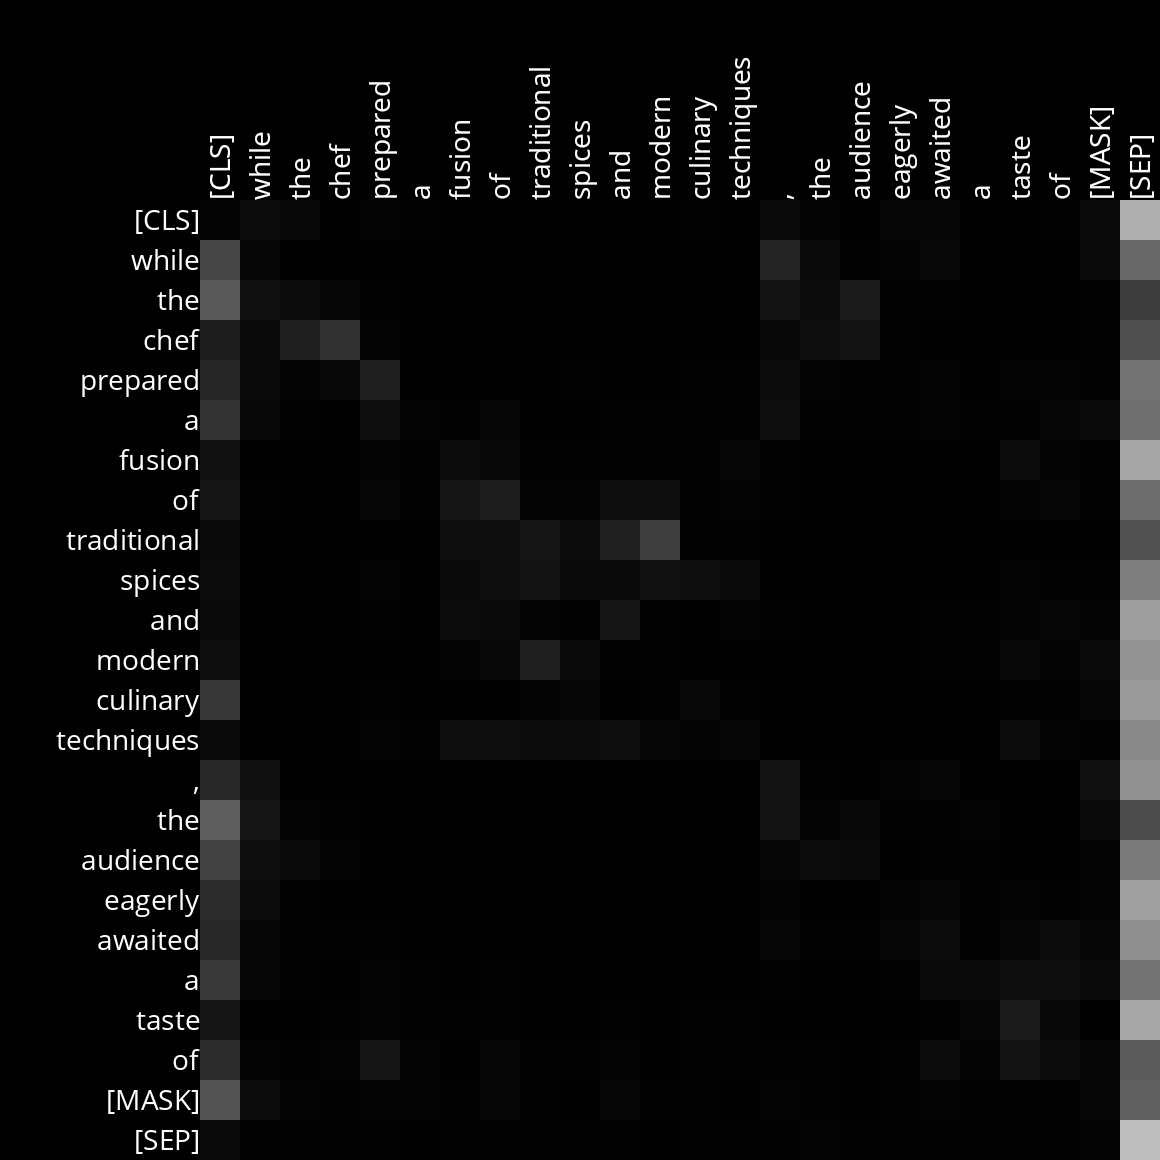 [CLS] while the chef prepared a fusion of traditional spices and modern culinary techniques , the audience eagerly awaited a taste of [MASK] [SEP]
[CLS]
while
the
chef
prepared
a
fusion
of
traditional
spices
and
modern
culinary
techniques
,
the
audience
eagerly
awaited
a
taste
of
[MASK]
[SEP]